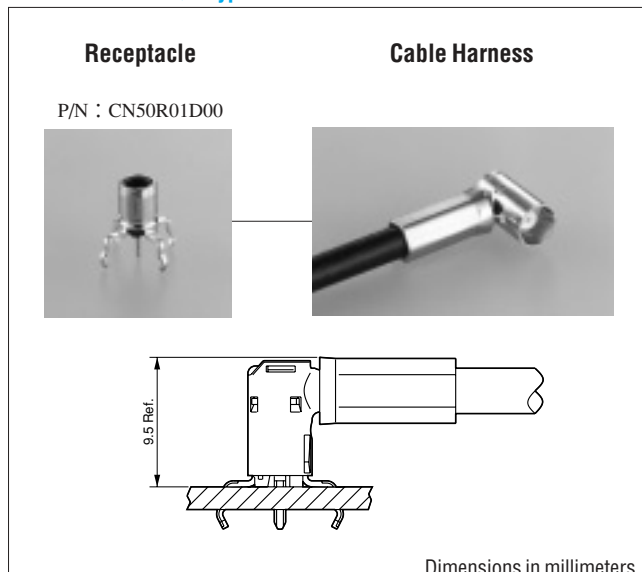 Receptacle
Cable Harness
P/N：CN50R01D00
9.5 Ref.
Dimensions in millimeters